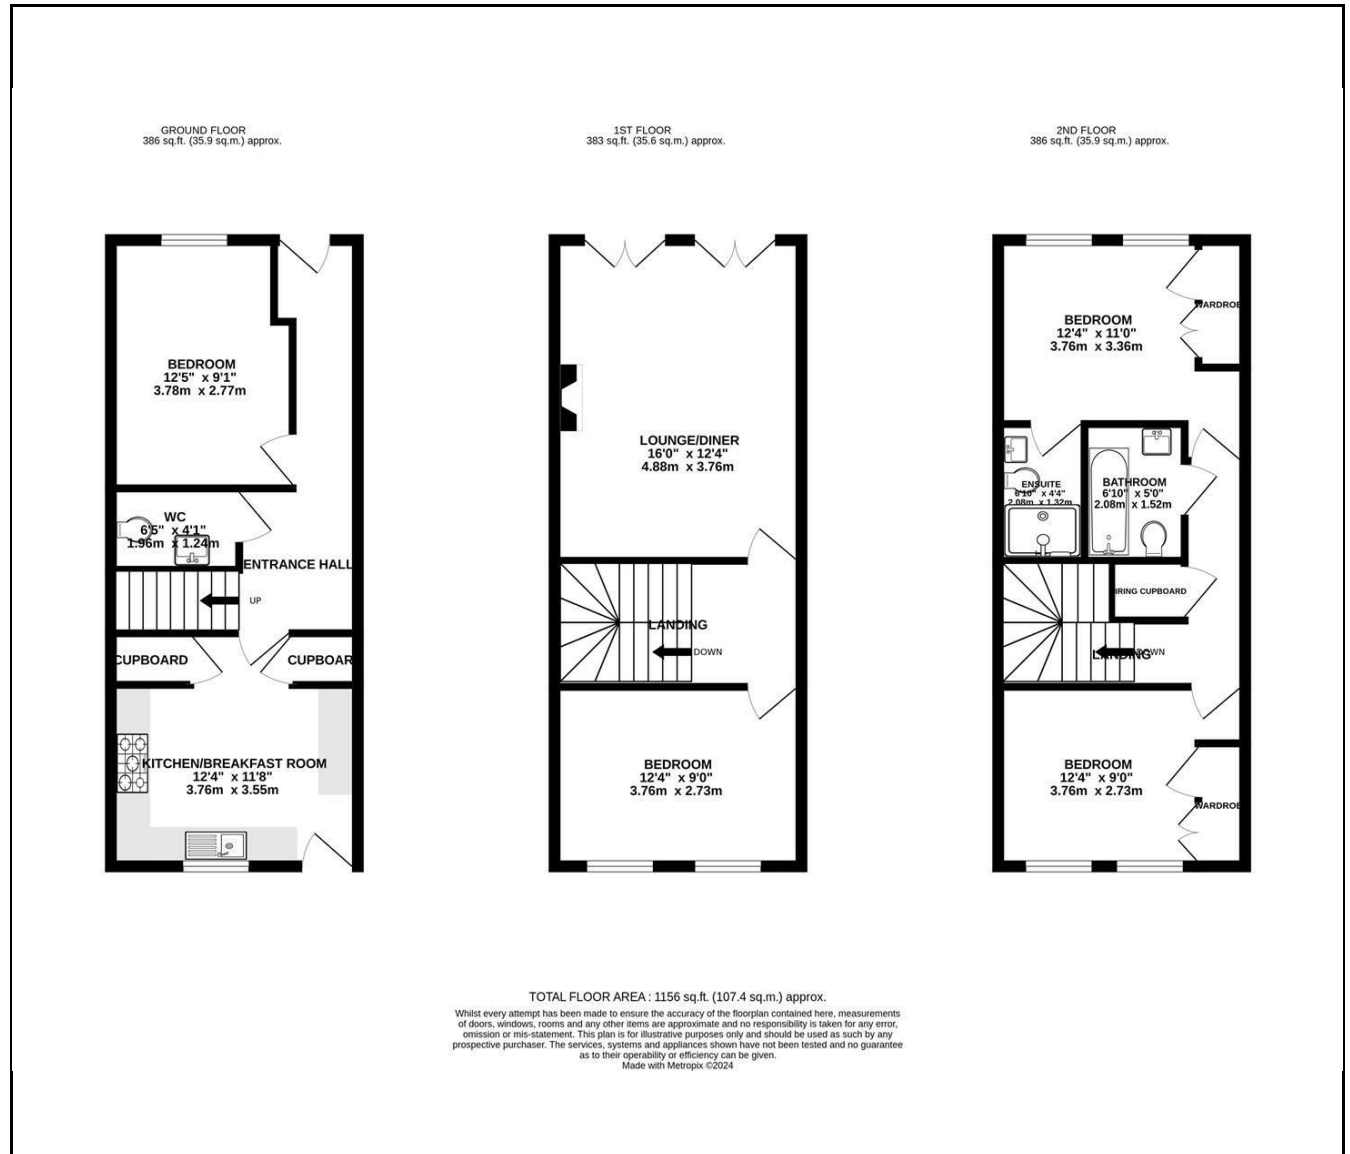 GROUND FLOOR
386 sq.ft. (35.9 sq.m.) approx.
1ST FLOOR
383 sq.ft. (35.6 sq.m.) approx.
2ND FLOOR
386 sq.ft. (35.9 sq.m.) approx.
BEDROOM
12'5" x 9'1"
3.78m x 2.77m
WC
6'5" x 4'1"
1.96m x 1.24m
ENTRANCE HALL
UP
CUPBOARD
CUPBOAR
KITCHEN/BREAKFAST ROOM
12'4" x 11'8"
3.76m x 3.55m
LOUNGE/DINER
16'0" x 12'4"
4.88m x 3.76m
LANDING
DOWN
BEDROOM
12'4" x 9'0"
3.76m x 2.73m
BEDROOM
12'4" x 11'0"
3.76m x 3.36m
WARDROB
ENSUITE
6'10" x 4'4"
2.08m x 1.32m
BATHROOM
6'10" x 5'0"
2.08m x 1.52m
IRING CUPBOARD
DOWN
LANDING
BEDROOM
12'4" x 9'0"
3.76m x 2.73m
WARDROB
TOTAL FLOOR AREA : 1156 sq.ft. (107.4 sq.m.) approx.
Whilst every attempt has been made to ensure the accuracy of the floorplan contained here, measurements
of doors, windows, rooms and any other items are approximate and no responsibility is taken for any error,
omission or mis-statement. This plan is for illustrative purposes only and should be used as such by any
prospective purchaser. The services, systems and appliances shown have not been tested and no guarantee
as to their operability or efficiency can be given.
Made with Metropix ©2024